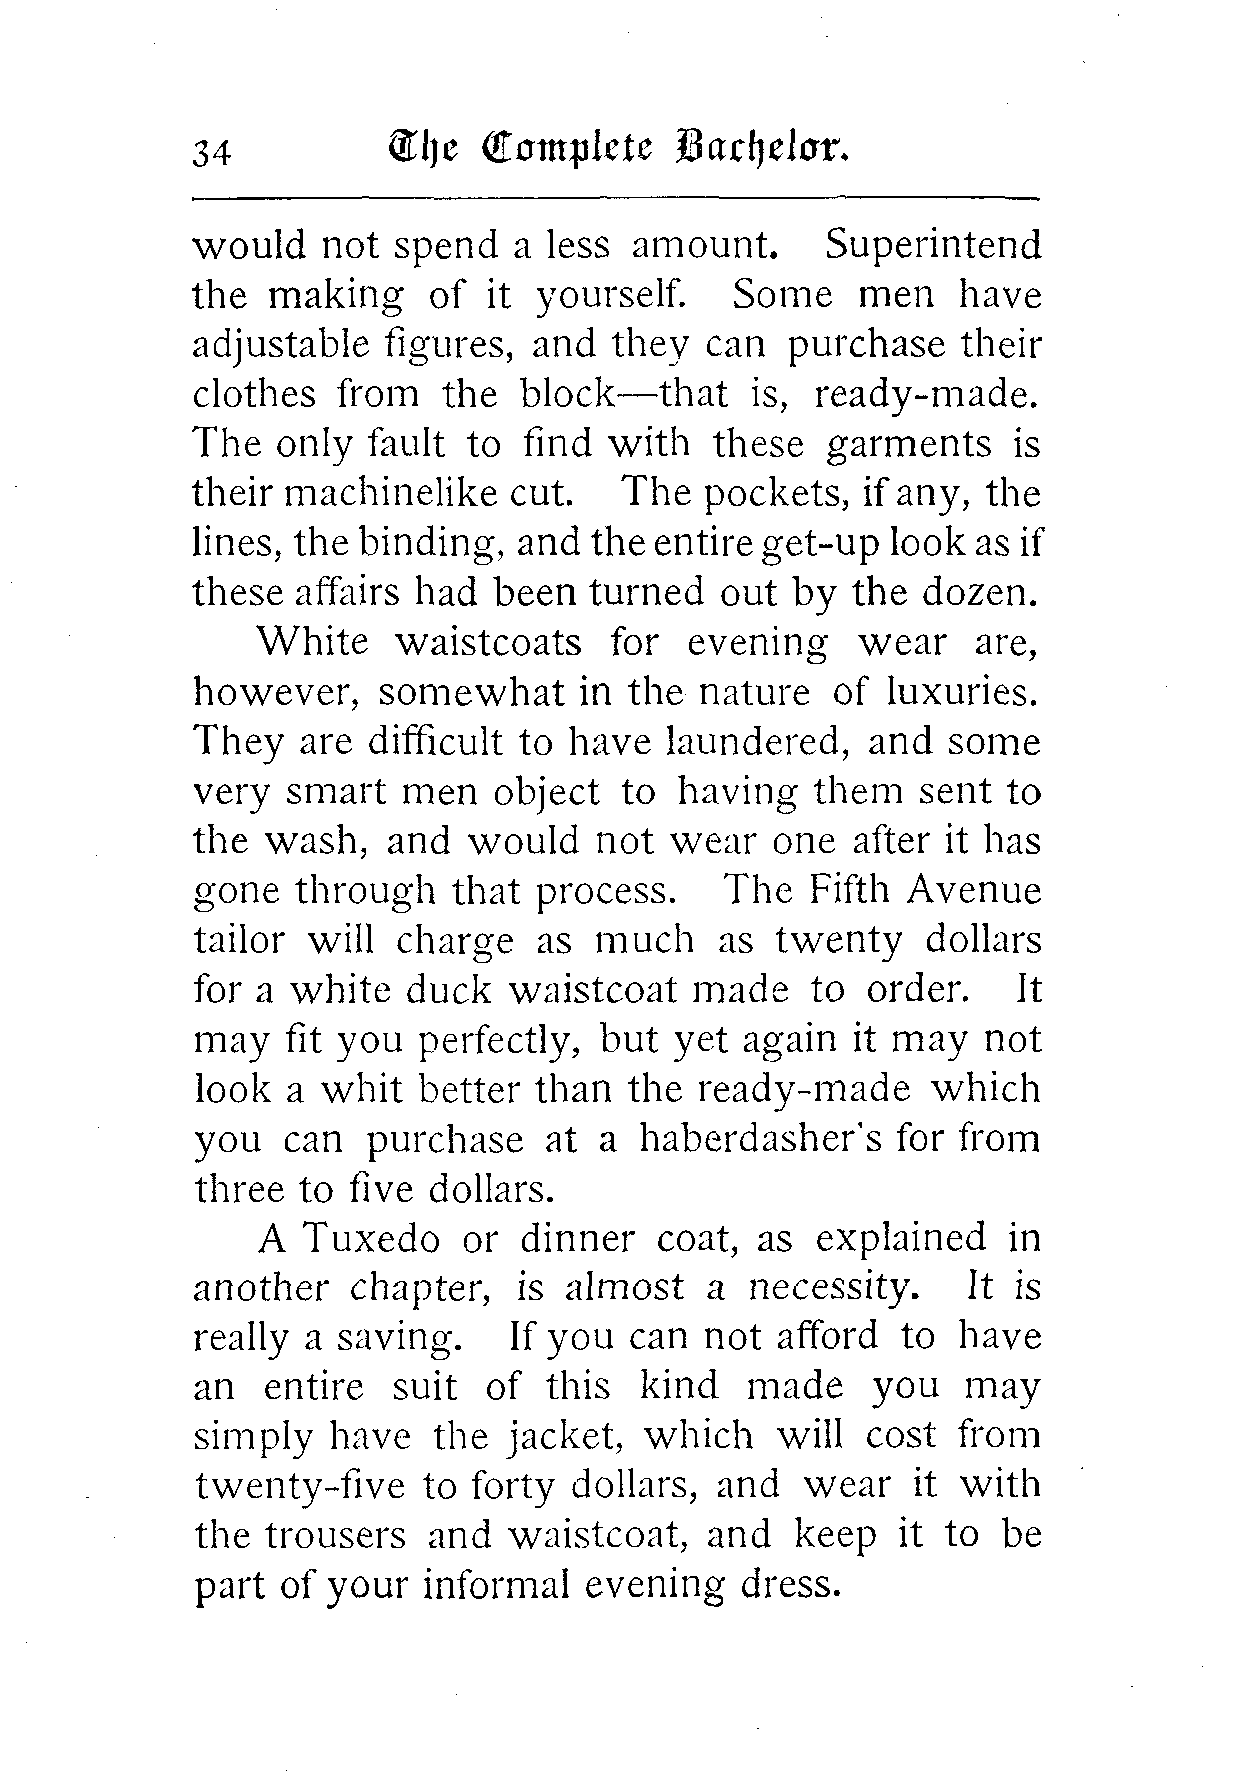 34 The Complete Bachelor.
would not spend a less amount. Superintend
the making of it yourself. Some men have
adjustable figures, and they can purchase their
clothes from the block—that is, ready-made.
The only fault to find with these garments is
their machinelike cut. The pockets, if any, the
lines, the binding, and the entire get-up look as if
these affairs had been turned out by the dozen.
White waistcoats for evening wear are,
however, somewhat in the nature of luxuries.
They are difficult to have laundered, and some
very smart men object to having them sent to
the wash, and would not wear one after it has
gone through that process. The Fifth Avenue
tailor will charge as much as twenty dollars
for a white duck waistcoat made to order. It
may fit you perfectly, but yet again it may not
look a whit better than the ready-made which
you can purchase at a haberdasher's for from
three to five dollars.
A Tuxedo or dinner coat, as explained in
another chapter, is almost a necessity. It is
really a saving. If you can not afford to have
an entire suit of this kind made you may
simply have the jacket, which will cost from
twenty-five to forty dollars, and wear it with
the trousers and waistcoat, and keep it to be
part of your informal evening dress.